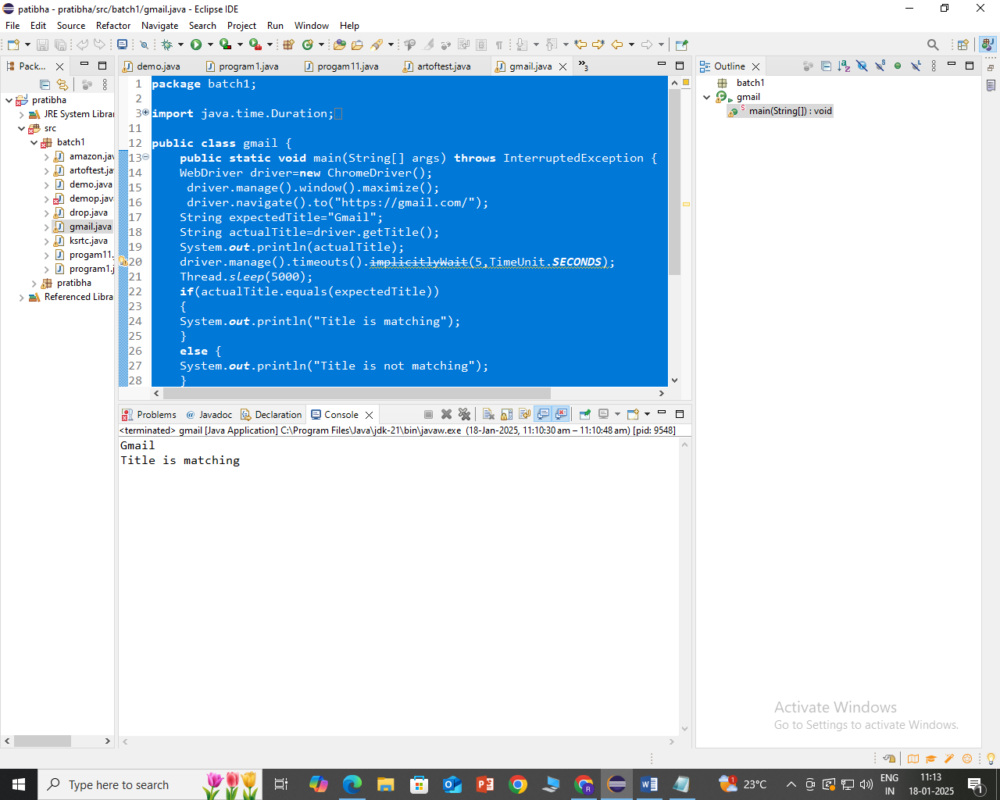 patibha - pratibha/src/batch1/gmail.java - Eclipse IDE
File Edit Source Refactor Navigate Search Project Run Window Help
Pack...
demo.java program1.java progam11.java artoftest.java gmail.java »3
Outline
pratibha
JRE System Librar
src
batch1
amazon.jav
artoftest.ja
demo.java
demop.jav
drop.java
gmail.java
ksrtc.java
progam11.
program1.j
pratibha
Referenced Libra
1 package batch1;
2
3 import java.time.Duration;
11
12 public class gmail {
13 public static void main(String[] args) throws InterruptedException {
14 WebDriver driver=new ChromeDriver();
15 driver.manage().window().maximize();
16 driver.navigate().to("https://gmail.com/");
17 String expectedTitle="Gmail";
18 String actualTitle=driver.getTitle();
19 System.out.println(actualTitle);
20 driver.manage().timeouts().implicitlyWait(5,TimeUnit.SECONDS);
21 Thread.sleep(5000);
22 if(actualTitle.equals(expectedTitle))
23 {
24 System.out.println("Title is matching");
25 }
26 else {
27 System.out.println("Title is not matching");
28 }
batch1
gmail
main(String[]) : void
Problems @ Javadoc Declaration Console
<terminated> gmail [Java Application] C:\Program Files\Java\jdk-21\bin\javaw.exe (18-Jan-2025, 11:10:30 am – 11:10:48 am) [pid: 9548]
Gmail
Title is matching
Activate Windows
Go to Settings to activate Windows.
Type here to search
23°C
ENG
IN
11:13
18-01-2025